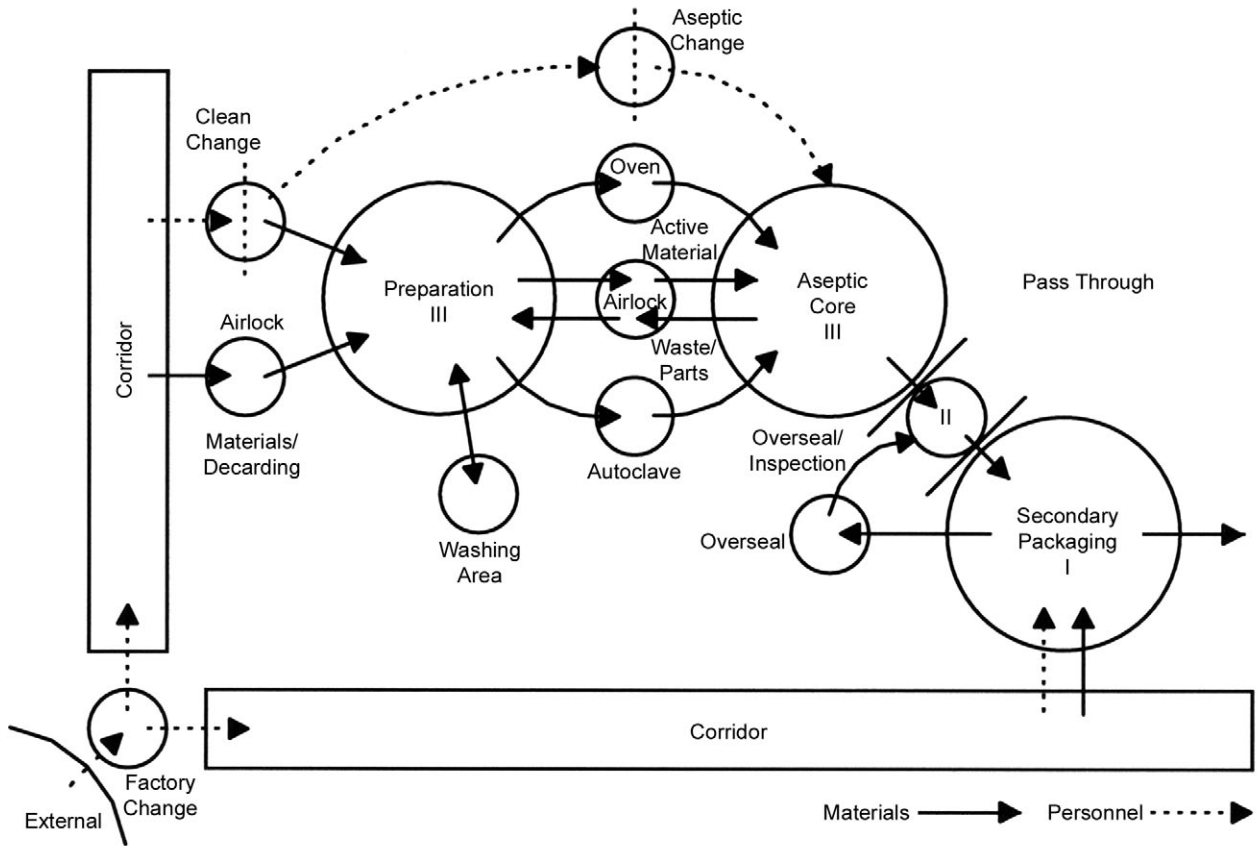 Aseptic
Change
Clean
Change
Oven
Active
Material
Preparation
III
Airlock
Aseptic
Core
III
Pass Through
Corridor
Airlock
Waste/
Parts
Materials/
Decarding
Autoclave
Overseal/
Inspection
II
Washing
Area
Overseal
Secondary
Packaging
I
Corridor
Factory
Change
External
Materials
Personnel